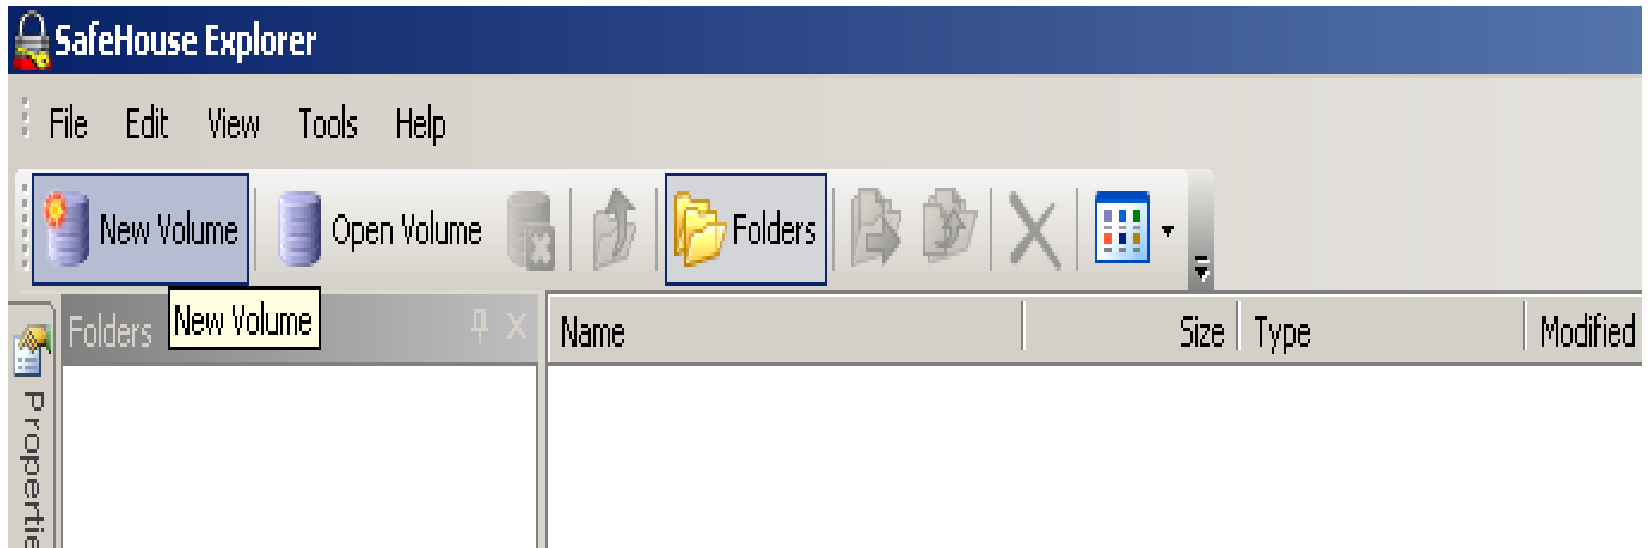 SafeHouse Explorer
File Edit View Tools Help
New Volume Open Volume Folders
New Volume
Folders Name Size Type Modified